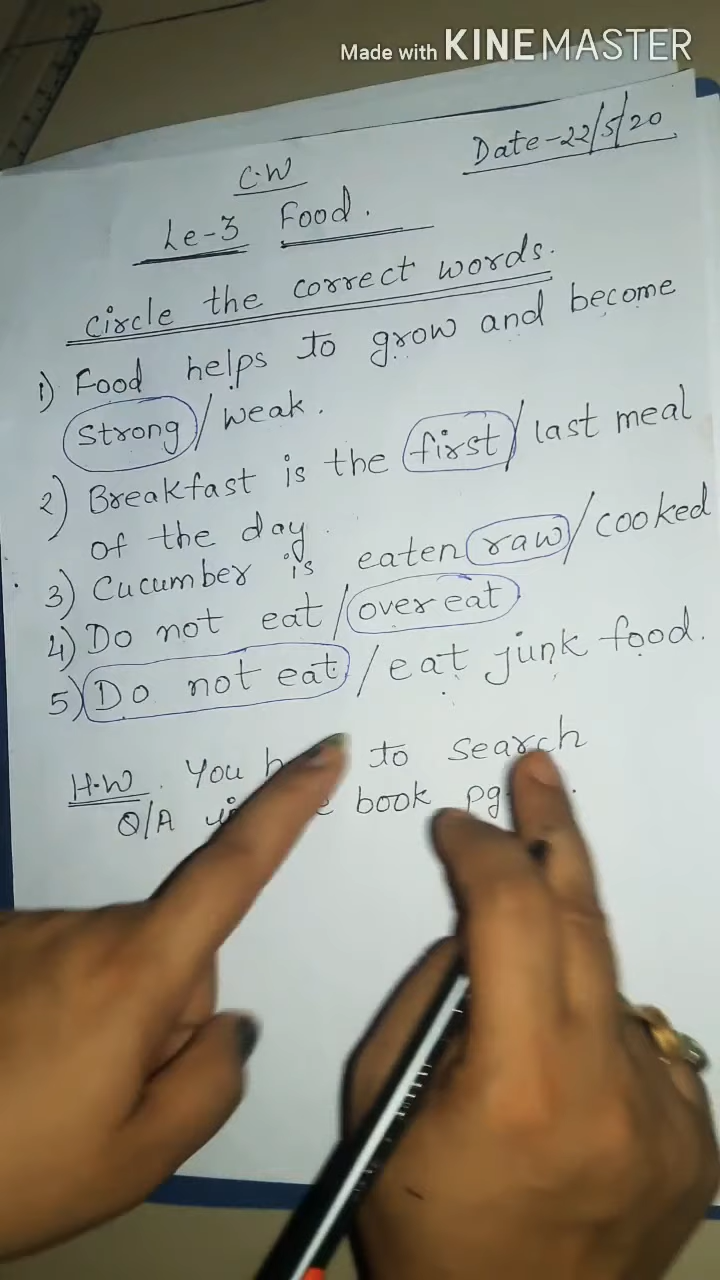 Made with KINEMASTER
Date-22/5/20
C.W
Le-3 Food.
Circle the correct words.
1) Food helps to grow and become
strong/weak.
2) Breakfast is the first/last meal
of the day.
3) Cucumber is eaten raw/cooked
4) Do not eat/overeat
5) Do not eat/eat junk food.
H.W. You to search
Q/A book pg